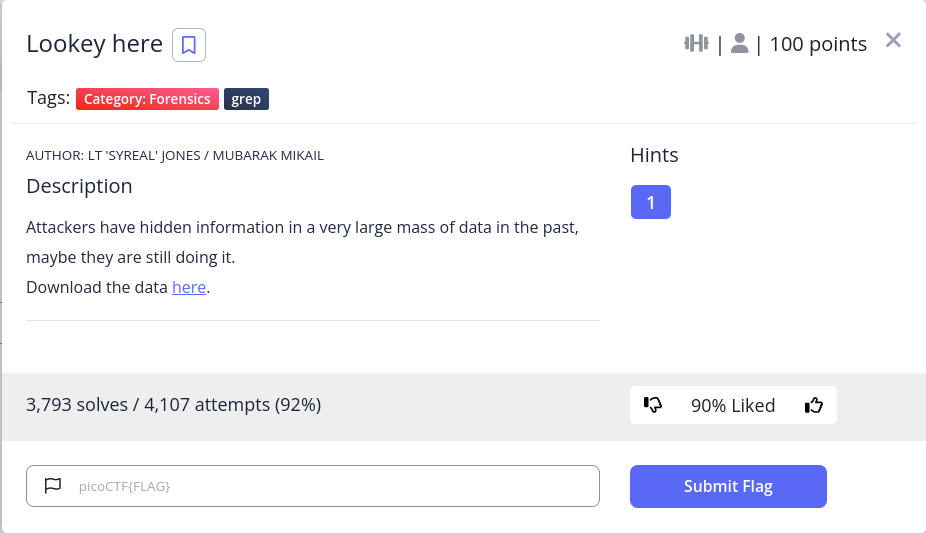 Lookey here
| | 100 points
Tags: Category: Forensics grep
AUTHOR: LT 'SYREAL' JONES / MUBARAK MIKAIL
Description
Attackers have hidden information in a very large mass of data in the past,
maybe they are still doing it.
Download the data here.
Hints
1
3,793 solves / 4,107 attempts (92%)
90% Liked
picoCTF{FLAG}
Submit Flag